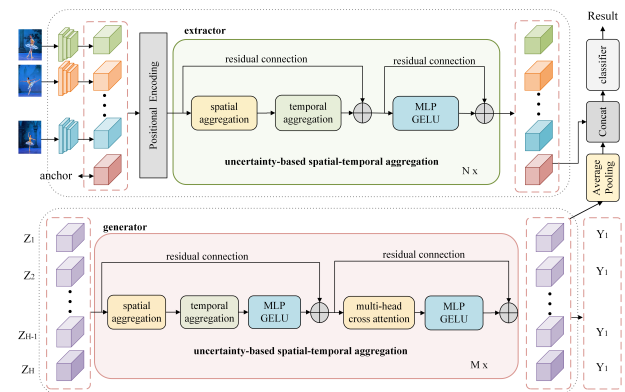 Result
extractor
residual connection
residual connection
classifier
Positional Encoding
spatial
aggregation
temporal
aggregation
MLP
GELU
Concat
uncertainty-based spatial-temporal aggregation
N x
anchor
Average
Pooling
generator
Z1
Y1
residual connection
residual connection
Z2
Y1
spatial
aggregation
temporal
aggregation
MLP
GELU
multi-head
cross attention
MLP
GELU
ZH-1
Y1
uncertainty-based spatial-temporal aggregation
M x
ZH
Y1